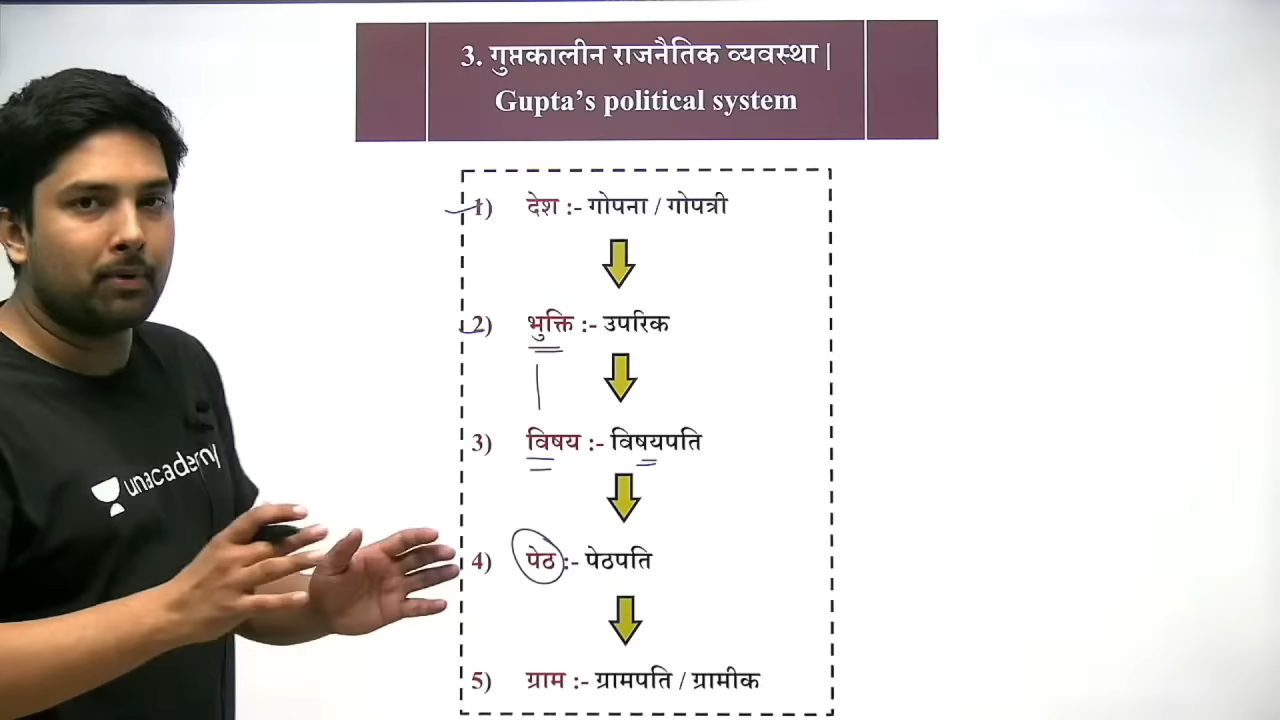 3. गुप्तकालीन राजनैतिक व्यवस्था |
Gupta's political system
1) देश :- गोपना / गोपत्री
2) भुक्ति :- उपरिक
3) विषय :- विषयपति
4) पेठ :- पेठपति
5) ग्राम :- ग्रामपति / ग्रामीक
unacademy